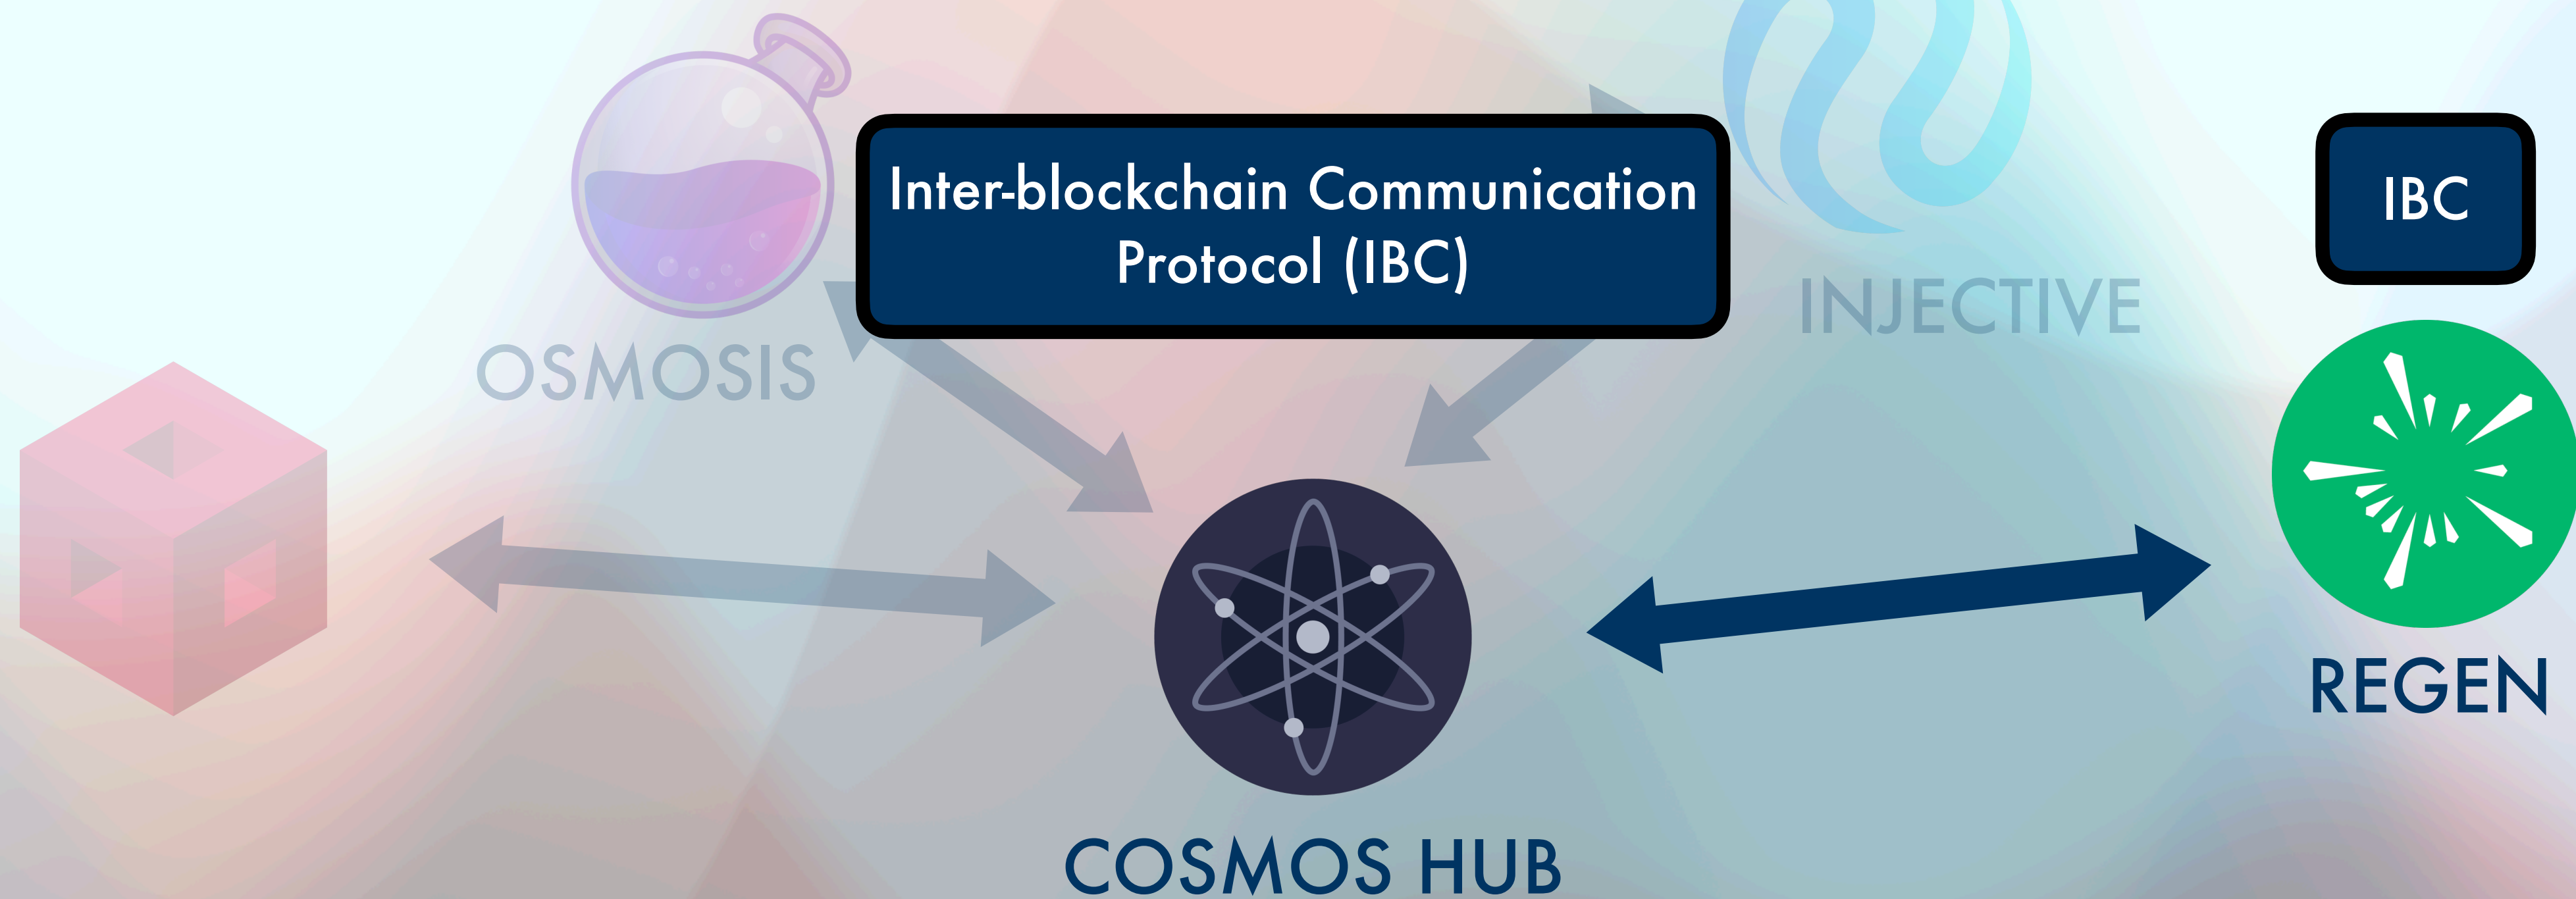 Inter-blockchain Communication
Protocol (IBC)
IBC
INJECTIVE
OSMOSIS
REGEN
COSMOS HUB